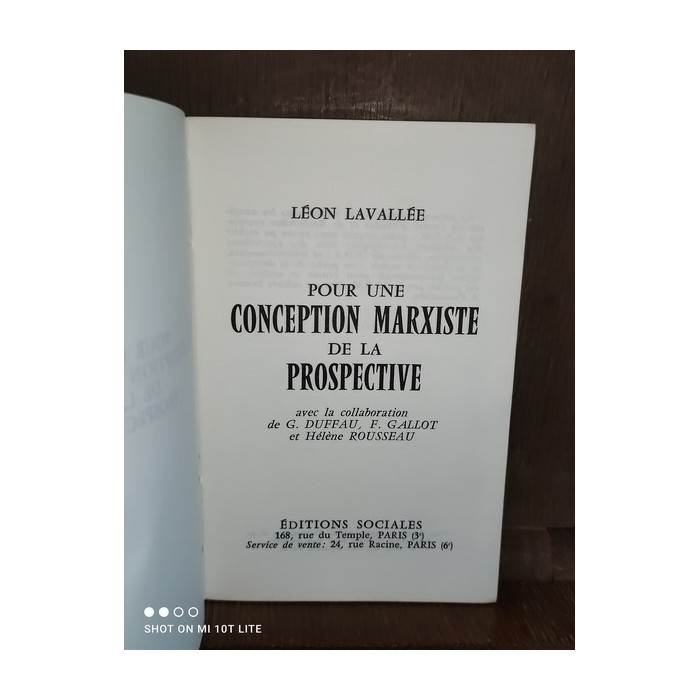 LÉON LAVALLÉE
POUR UNE
CONCEPTION MARXISTE
DE LA
PROSPECTIVE
avec la collaboration
de G. DUFFAU, F. GALLOT
et Hélène ROUSSEAU
ÉDITIONS SOCIALES
168, rue du Temple, PARIS (3e)
Service de vente : 24, rue Racine, PARIS (6e)
SHOT ON MI 10T LITE